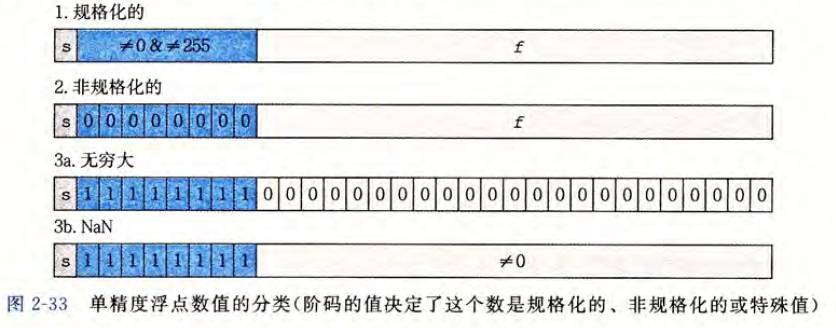 1. 规格化的
s ≠0&≠255 f
2. 非规格化的
s 0 0 0 0 0 0 0 0 f
3a. 无穷大
s 1 1 1 1 1 1 1 1 0 0 0 0 0 0 0 0 0 0 0 0 0 0 0 0 0 0 0 0 0 0 0
3b. NaN
s 1 1 1 1 1 1 1 1 ≠0
图 2-33 单精度浮点数值的分类(阶码的值决定了这个数是规格化的、非规格化的或特殊值)